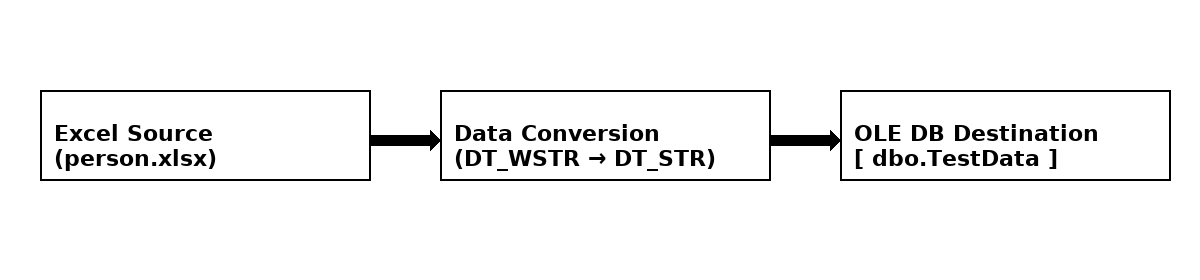 Excel Source
(person.xlsx)
Data Conversion
(DT_WSTR → DT_STR)
OLE DB Destination
[ dbo.TestData ]